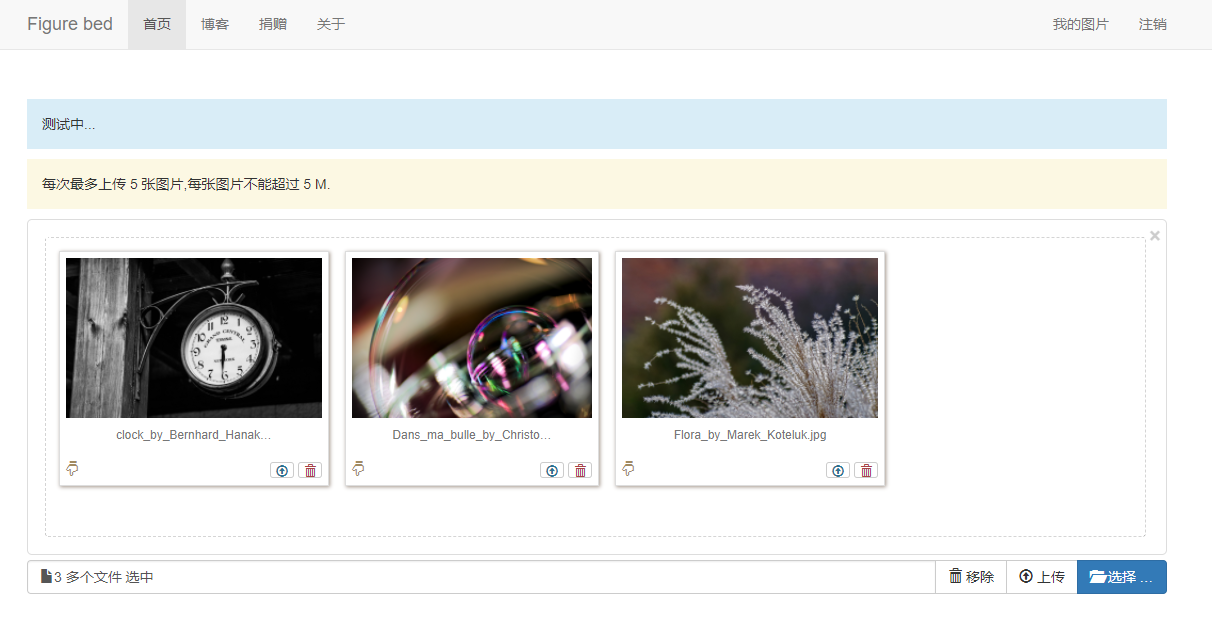 Figure bed 首页 博客 捐赠 关于 我的图片 注销
测试中...
每次最多上传 5 张图片,每张图片不能超过 5 M.
×
GRAND CENTRAL
clock_by_Bernhard_Hanak… Dans_ma_bulle_by_Christo… Flora_by_Marek_Koteluk.jpg
3 多个文件 选中 移除 上传 选择 ...